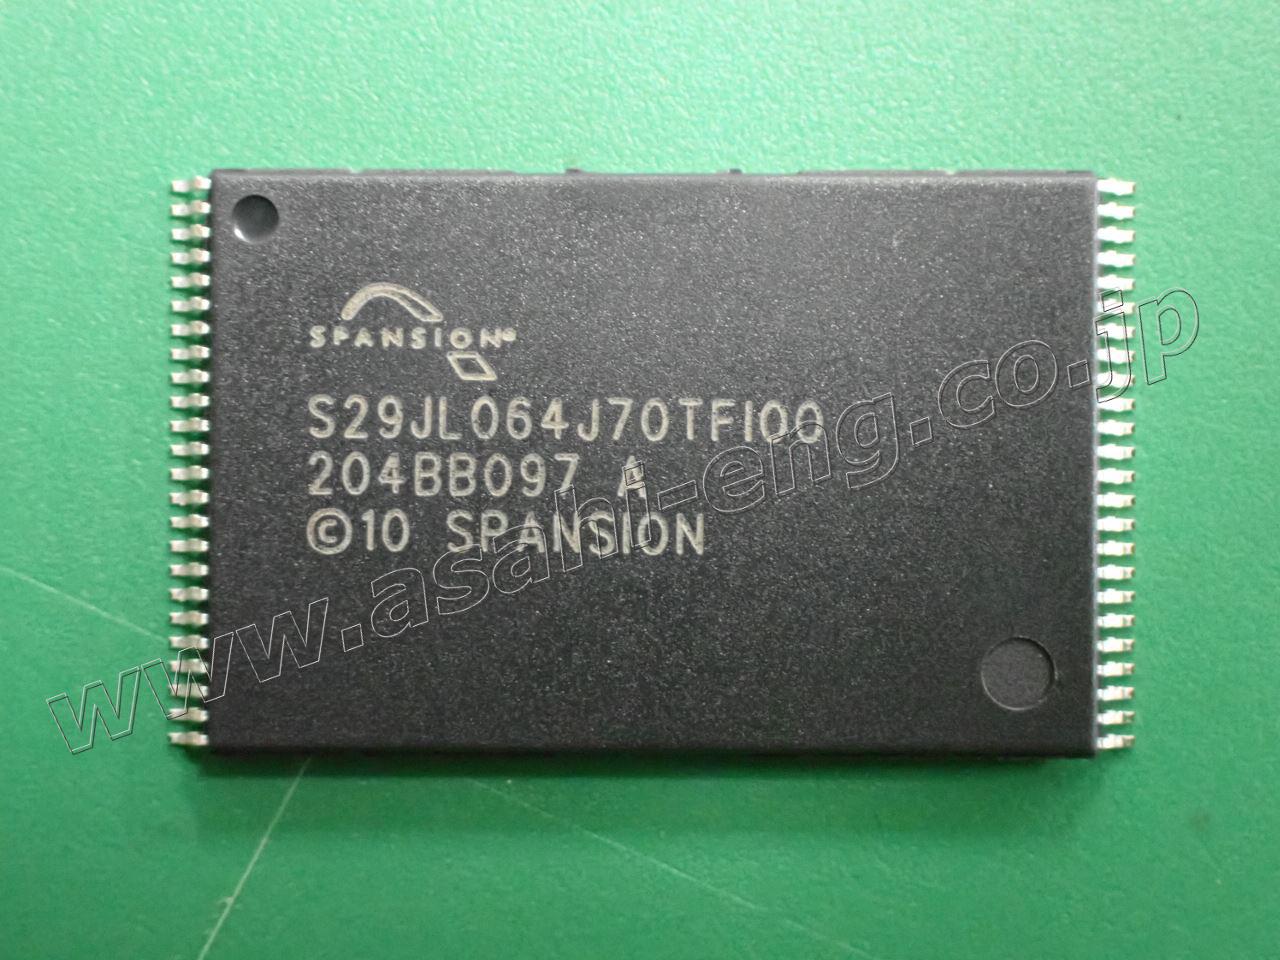 SPANSION®
S29JL064J70TFI00
204BB097 A
©10 SPANSION
www.asahi-eng.co.jp